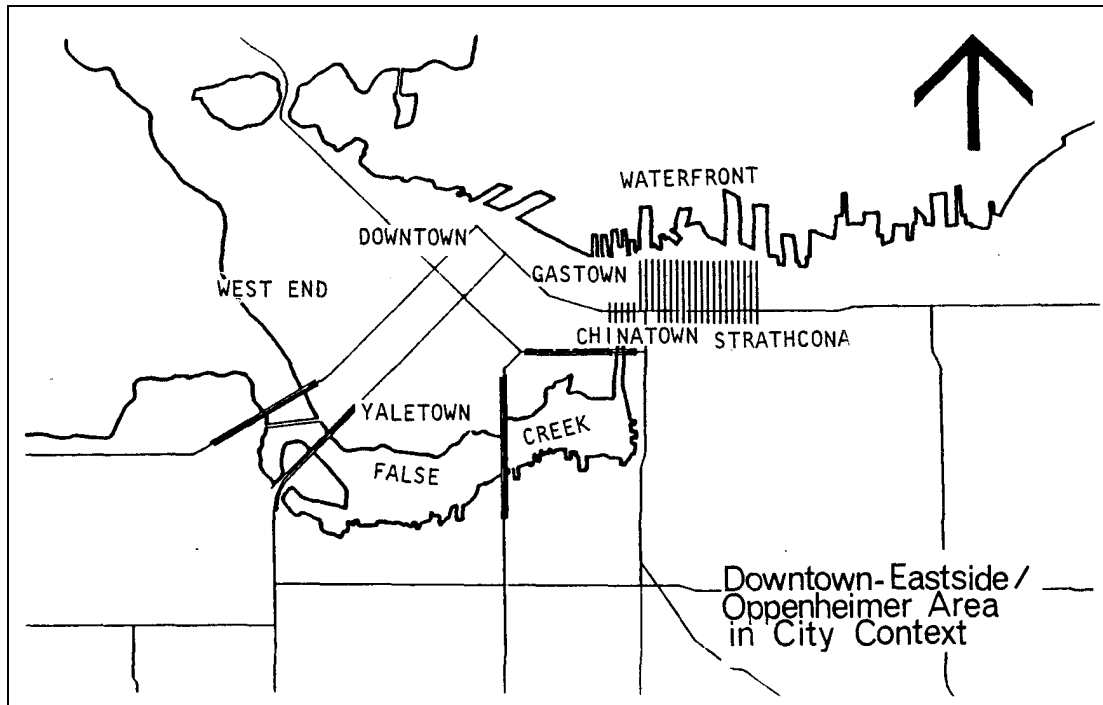 WATERFRONT
DOWNTOWN
GASTOWN
WEST END
CHINATOWN STRATHCONA
YALETOWN
CREEK
FALSE
Downtown-Eastside/
Oppenheimer Area
in City Context